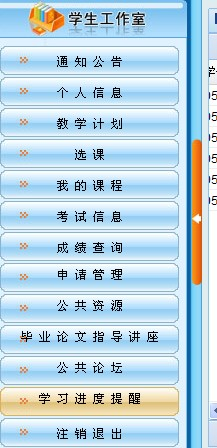 学生工作室
通知公告
个人信息
教学计划
选课
我的课程
考试信息
成绩查询
申请管理
公共资源
毕业论文指导讲座
公共论坛
学习进度提醒
注销退出